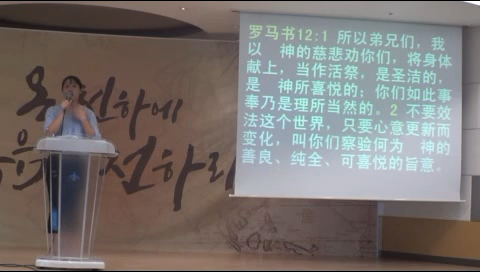 온 천하에
罗马书12:1 所以弟兄们，我
以　神的慈悲劝你们，将身体
献上，当作活祭，是圣洁的，
是　神所喜悦的；你们如此事
奉乃是理所当然的。2 不要效
法这个世界，只要心意更新而
变化，叫你们察验何为　神的
善良、纯全、可喜悦的旨意。